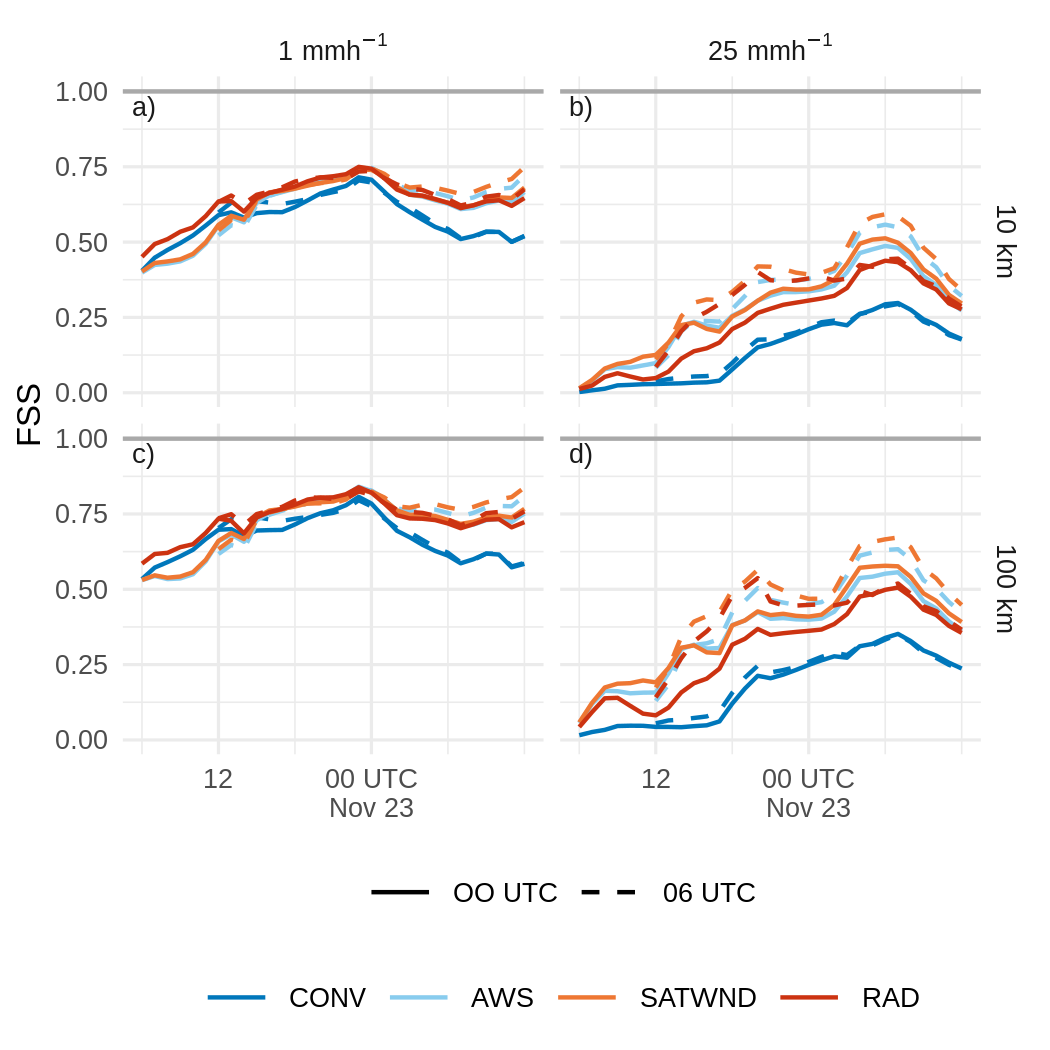 1 mmh⁻¹ 25 mmh⁻¹
1.00
a) b)
0.75
0.50
0.25
0.00
10 km
FSS
1.00
c) d)
0.75
0.50
0.25
0.00
100 km
12 00 UTC 12 00 UTC
Nov 23 Nov 23
OO UTC 06 UTC
CONV AWS SATWND RAD